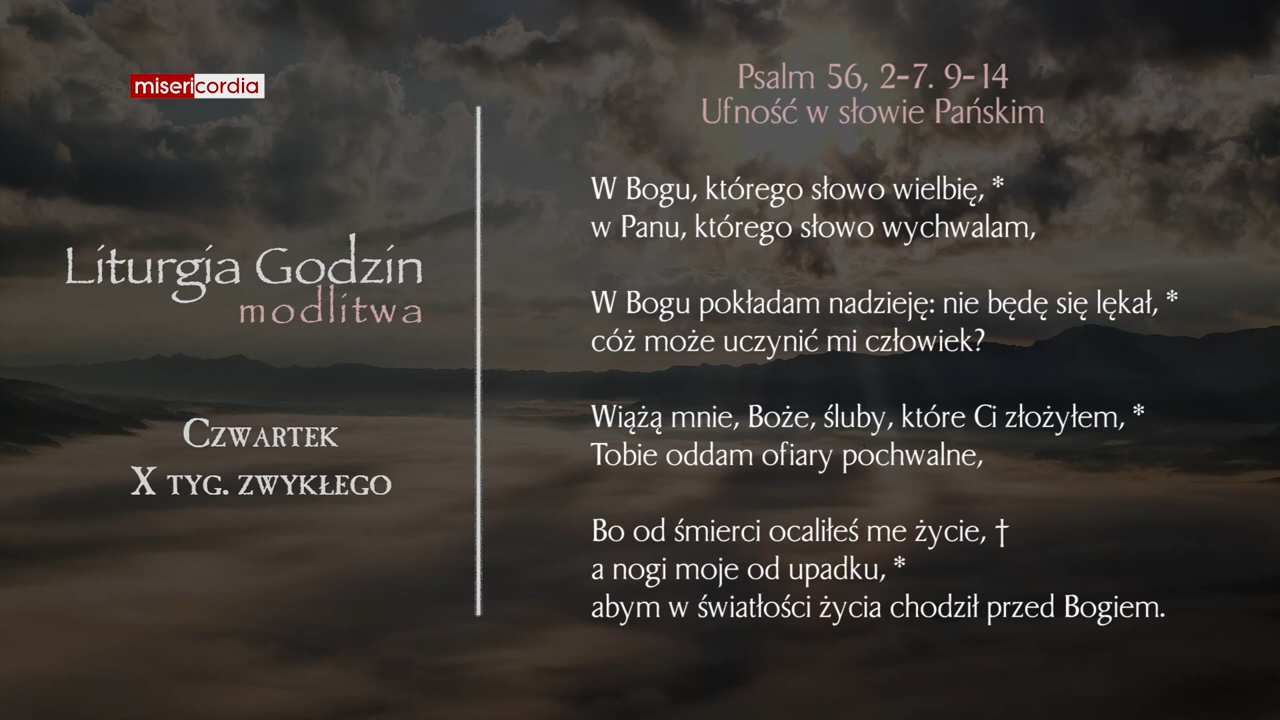 misericordia
Liturgia Godzin
modlitwa
Czwartek
X tyg. zwykłego
Psalm 56, 2-7. 9-14
Ufność w słowie Pańskim
W Bogu, którego słowo wielbię, *
w Panu, którego słowo wychwalam,
W Bogu pokładam nadzieję: nie będę się lękał, *
cóż może uczynić mi człowiek?
Wiążą mnie, Boże, śluby, które Ci złożyłem, *
Tobie oddam ofiary pochwalne,
Bo od śmierci ocaliłeś me życie, †
a nogi moje od upadku, *
abym w światłości życia chodził przed Bogiem.